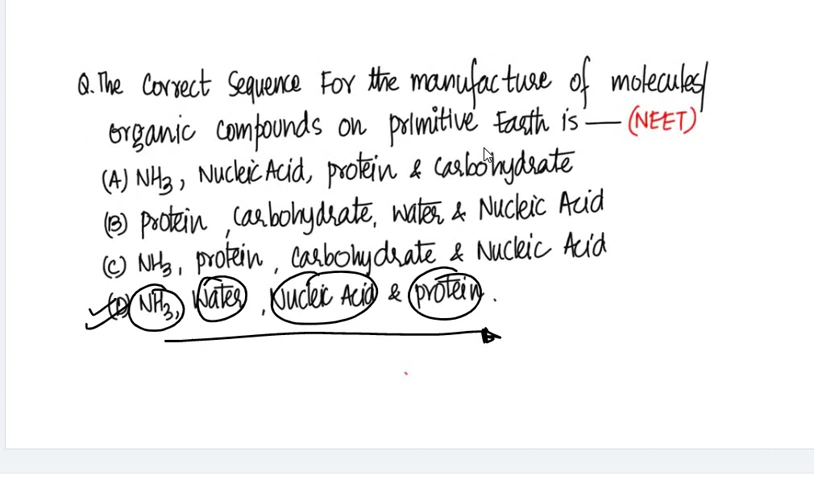 Q. The Correct Sequence For the manufacture of molecules/
organic compounds on primitive Earth is — (NEET)
(A) NH₃, Nucleic Acid, protein & Carbohydrate
(B) protein, carbohydrate, water & Nucleic Acid
(C) NH₃, protein, carbohydrate & Nucleic Acid
(D) NH₃, Water, Nucleic Acid & protein.